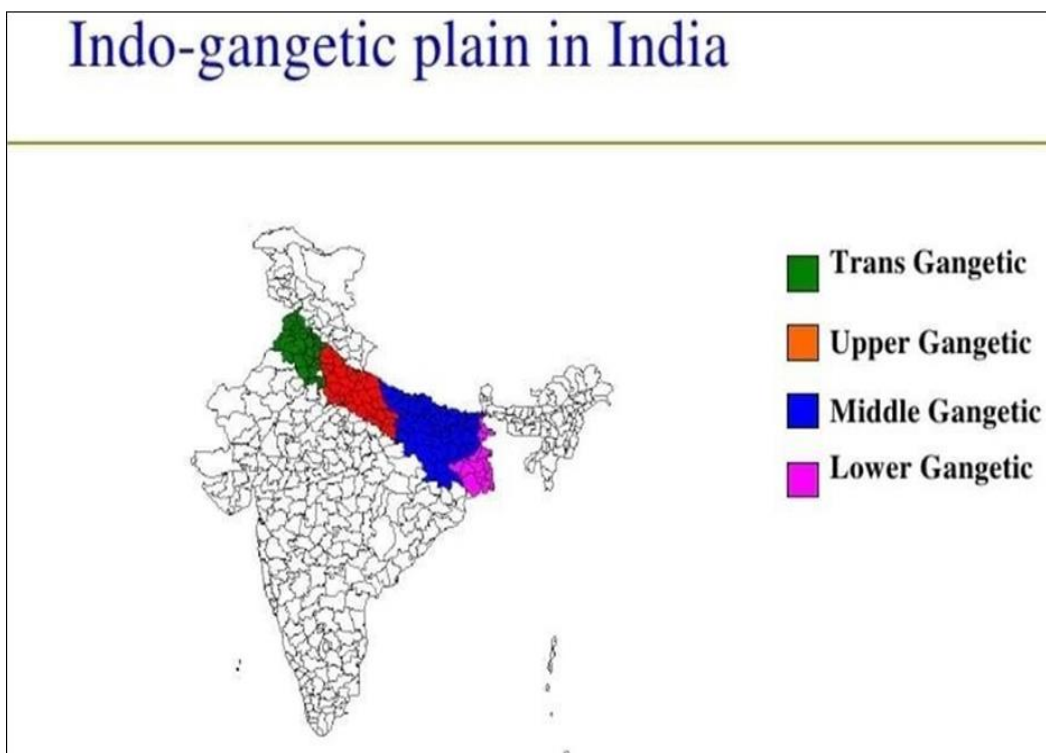 Indo-gangetic plain in India
Trans Gangetic
Upper Gangetic
Middle Gangetic
Lower Gangetic